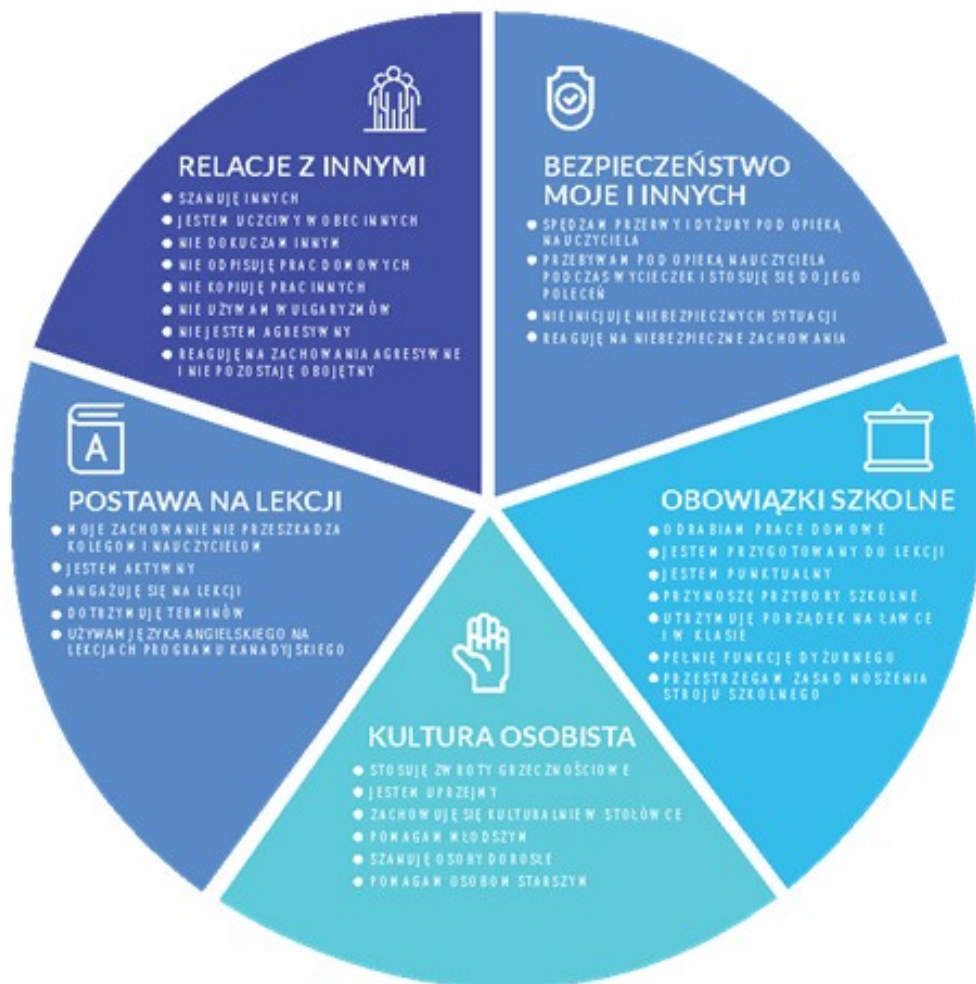 RELACJE Z INNYMI
SZANUJĘ INNYCH
JESTEM UCZCIWY WOBEC INNYCH
NIE DOKUCZAM INNYM
NIE ODPISUJĘ PRAC DOMOWYCH
NIE KOPIUJĘ PRAC INNYCH
NIE UŻYWAM WULGARYZMÓW
NIE JESTEM AGRESYWNY
REAGUJĘ NA ZACHOWANIA AGRESYWNE
I NIE POZOSTAJĘ OBOJĘTNY
BEZPIECZEŃSTWO
MOJE I INNYCH
SPĘDZAM PRZERWY I DYŻURY POD OPIEKĄ
NAUCZYCIELA
PRZEBYWAM POD OPIEKĄ NAUCZYCIELA
PODCZAS WYCIECZEK I STOSUJĘ SIĘ DO JEGO
POLECEŃ
NIE INICJUJĘ NIEBEZPIECZNYCH SYTUACJI
REAGUJĘ NA NIEBEZPIECZNE ZACHOWANIA
A
POSTAWA NA LEKCJI
MOJE ZACHOWANIE NIE PRZESZKADZA
KOLEGOM I NAUCZYCIELOM
JESTEM AKTYWNY
ANGAŻUJĘ SIĘ NA LEKCJI
DOTRZYMUJĘ TERMINÓW
UŻYWAM JĘZYKA ANGIELSKIEGO NA
LEKCJACH PROGRAMU KANADYJSKIEGO
OBOWIĄZKI SZKOLNE
ODRABIAM PRACE DOMOWE
JESTEM PRZYGOTOWANY DO LEKCJI
JESTEM PUNKTUALNY
PRZYNOSZĘ PRZYBORY SZKOLNE
UTRZYMUJĘ PORZĄDEK NA ŁAWCE
I W KLASIE
PEŁNIĘ FUNKCJĘ DYŻURNEGO
PRZESTRZEGAM ZASAD NOSZENIA
STROJU SZKOLNEGO
KULTURA OSOBISTA
STOSUJĘ ZWROTY GRZECZNOŚCIOWE
JESTEM UPRZEJMY
ZACHOWUJĘ SIĘ KULTURALNIE W STOŁÓWCE
POMAGAM MŁODSZYM
SZANUJĘ OSOBY DOROSŁE
POMAGAM OSOBOM STARSZYM